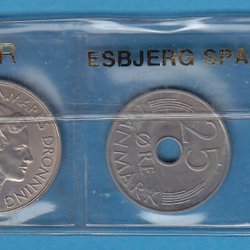 R ESBJERG SPA
DRONNING
25 ØRE
DANMARK